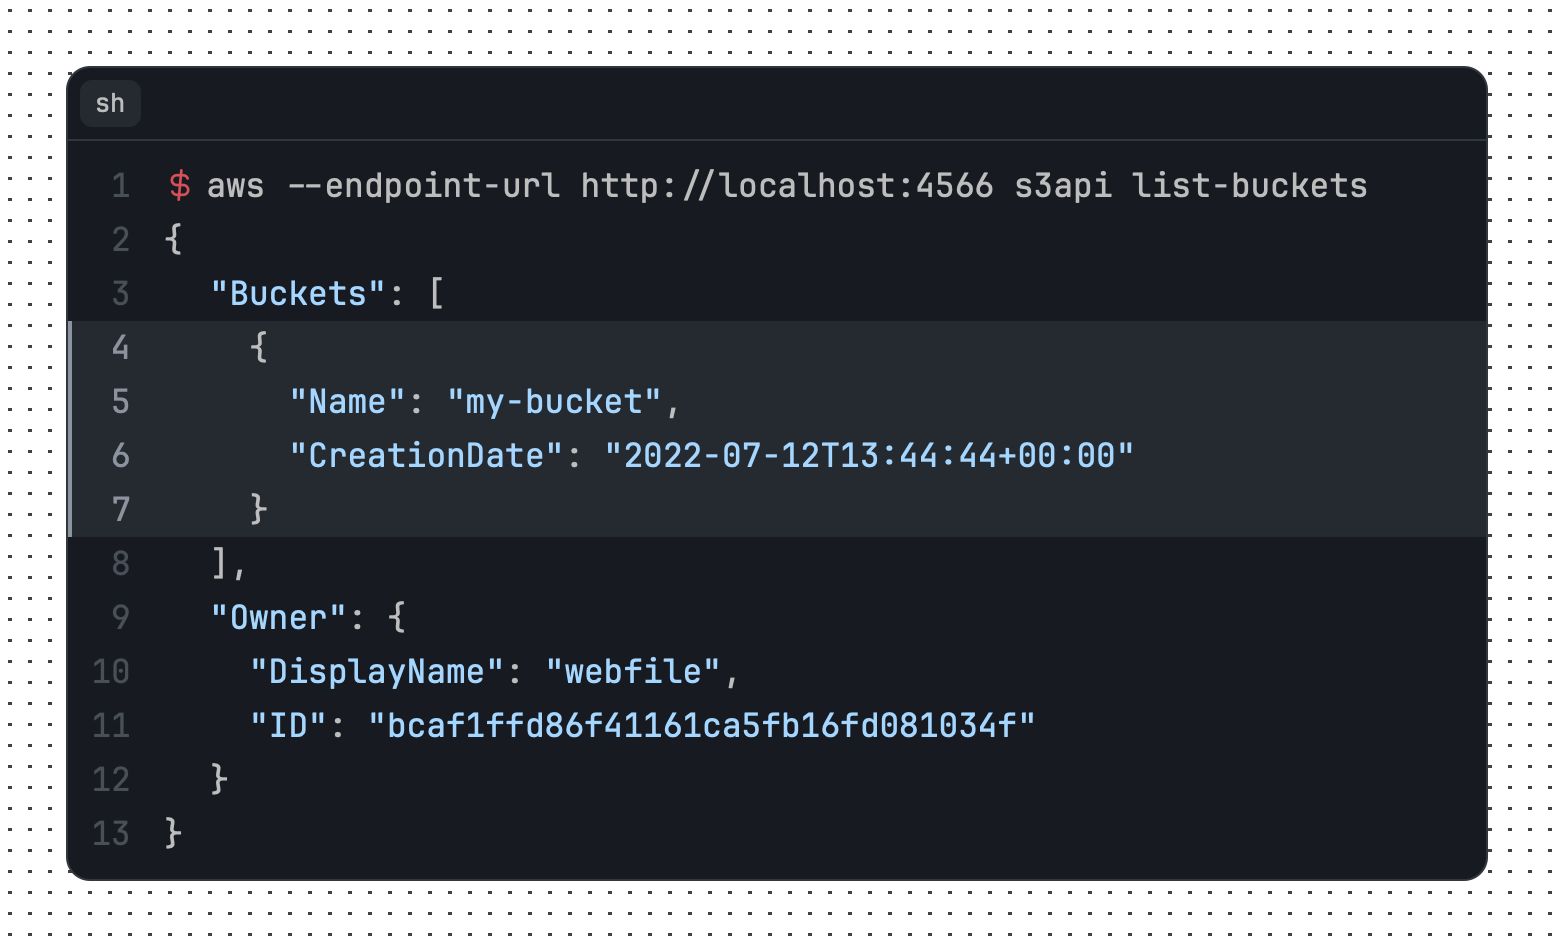 sh
1 $ aws --endpoint-url http://localhost:4566 s3api list-buckets
2 {
3 "Buckets": [
4 {
5 "Name": "my-bucket",
6 "CreationDate": "2022-07-12T13:44:44+00:00"
7 }
8 ],
9 "Owner": {
10 "DisplayName": "webfile",
11 "ID": "bcaf1ffd86f41161ca5fb16fd081034f"
12 }
13 }